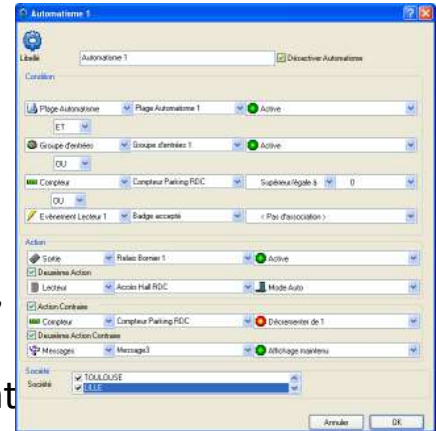 Automatisme 1
Libellé Automatisme 1 Désactiver Automatisme
Condition
Plage Automatisme Plage Automatisme 1 Active
ET
Groupe d'entrées Groupe d'entrées 1 Active
OU
Compteur Compteur Parking RDC Supérieur/égale à 0
OU
Evènement Lecteur 1 Badge accepté < Pas d'association >
Action
Sortie Relais Bornier 1 Active
Deuxième Action
Lecteur Accès Hall RDC Mode Auto
Action Contraire
Compteur Compteur Parking RDC Décrémenter de 1
Deuxième Action Contraire
Messages Message3 Affichage maintenu
Société
Société TOULOUSE
LILLE
Annuler OK